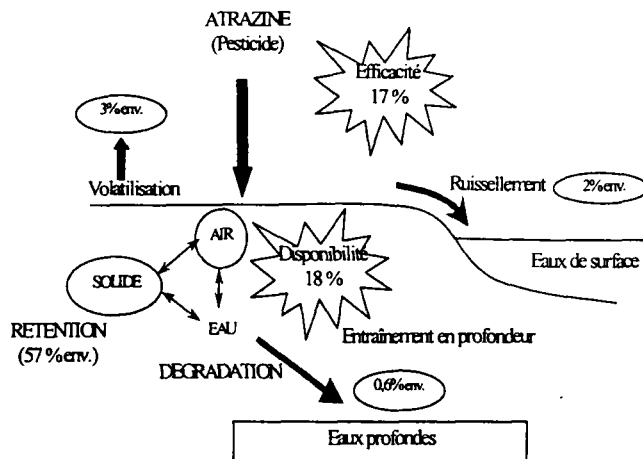 ATRAZINE
(Pesticide)
Efficacité
17 %
3% env.
Volatilisation
Ruissellement
2% env.
AIR
Disponibilité
18 %
SOLIDE
Eaux de surface
RETENTION
(57 % env.)
EAU
Entraînement en profondeur
DEGRADATION
0,6% env.
Eaux profondes